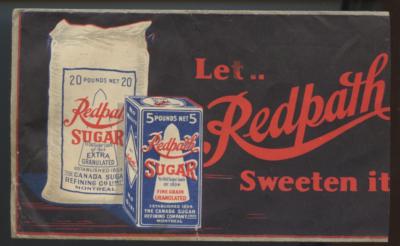 20 POUNDS NET 20
Redpath
SUGAR
EXTRA
GRANULATED
ESTABLISHED 1854
THE CANADA SUGAR
REFINING CO LIMITED
MONTREAL
5 POUNDS NET 5
Redpath
SUGAR
FINE GRAIN
GRANULATED
ESTABLISHED 1854
THE CANADA SUGAR
REFINING COMPANY LIMITED
MONTREAL
Let..
Redpath
Sweeten it